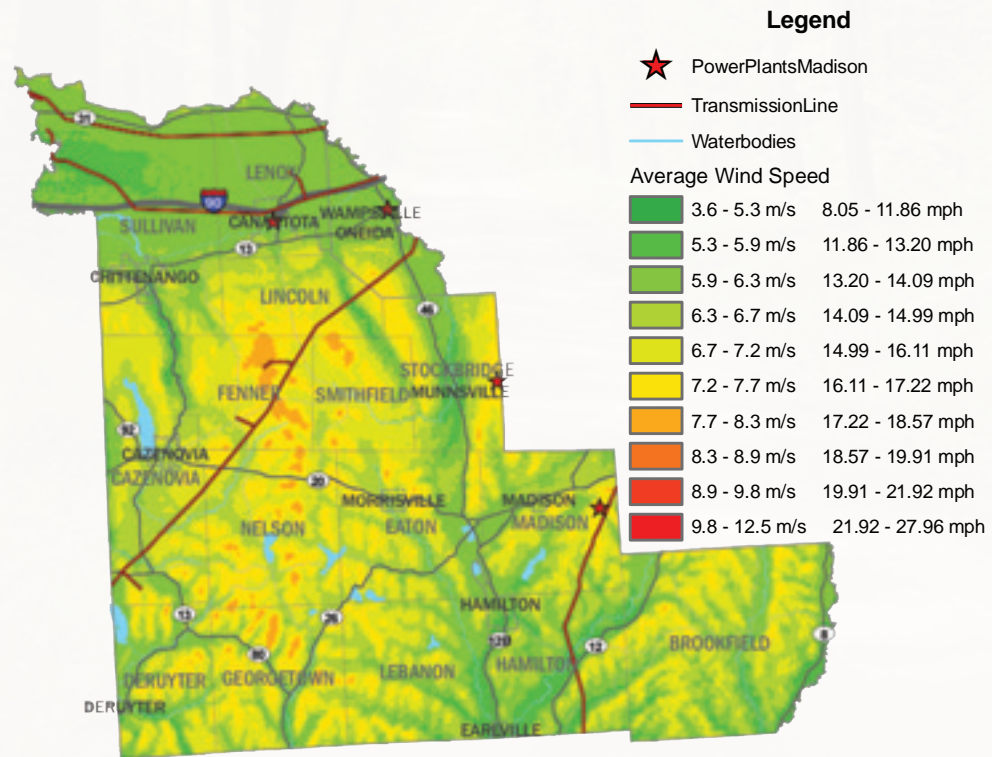 Legend
PowerPlantsMadison
TransmissionLine
Waterbodies
Average Wind Speed
3.6 - 5.3 m/s 8.05 - 11.86 mph
5.3 - 5.9 m/s 11.86 - 13.20 mph
5.9 - 6.3 m/s 13.20 - 14.09 mph
6.3 - 6.7 m/s 14.09 - 14.99 mph
6.7 - 7.2 m/s 14.99 - 16.11 mph
7.2 - 7.7 m/s 16.11 - 17.22 mph
7.7 - 8.3 m/s 17.22 - 18.57 mph
8.3 - 8.9 m/s 18.57 - 19.91 mph
8.9 - 9.8 m/s 19.91 - 21.92 mph
9.8 - 12.5 m/s 21.92 - 27.96 mph
31
LENOX
90
SULLIVAN
CANASTOTA
WAMPSVILLE
ONEIDA
13
CHITTENANGO
LINCOLN
46
STOCKBRIDGE
FENNER
SMITHFIELD
MUNNSVILLE
92
CAZENOVIA
CAZENOVIA
20
MORRISVILLE
MADISON
NELSON
EATON
MADISON
HAMILTON
13
26
12B
12
8
BROOKFIELD
80
HAMILTON
LEBANON
DERUYTER
GEORGETOWN
DERUYTER
EARLVILLE